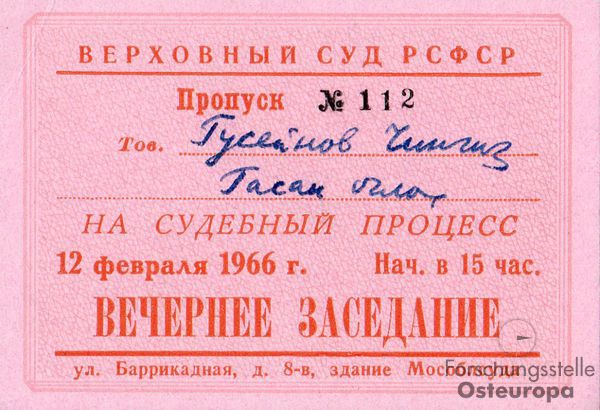 ВЕРХОВНЫЙ СУД РСФСР
Пропуск № 112
Тов. Гусейнов Чингиз
Гасан оглы
НА СУДЕБНЫЙ ПРОЦЕСС
12 февраля 1966 г. Нач. в 15 час.
ВЕЧЕРНЕЕ ЗАСЕДАНИЕ
ул. Баррикадная, д. 8-в, здание Мособлсуда
Forschungsstelle
Osteuropa